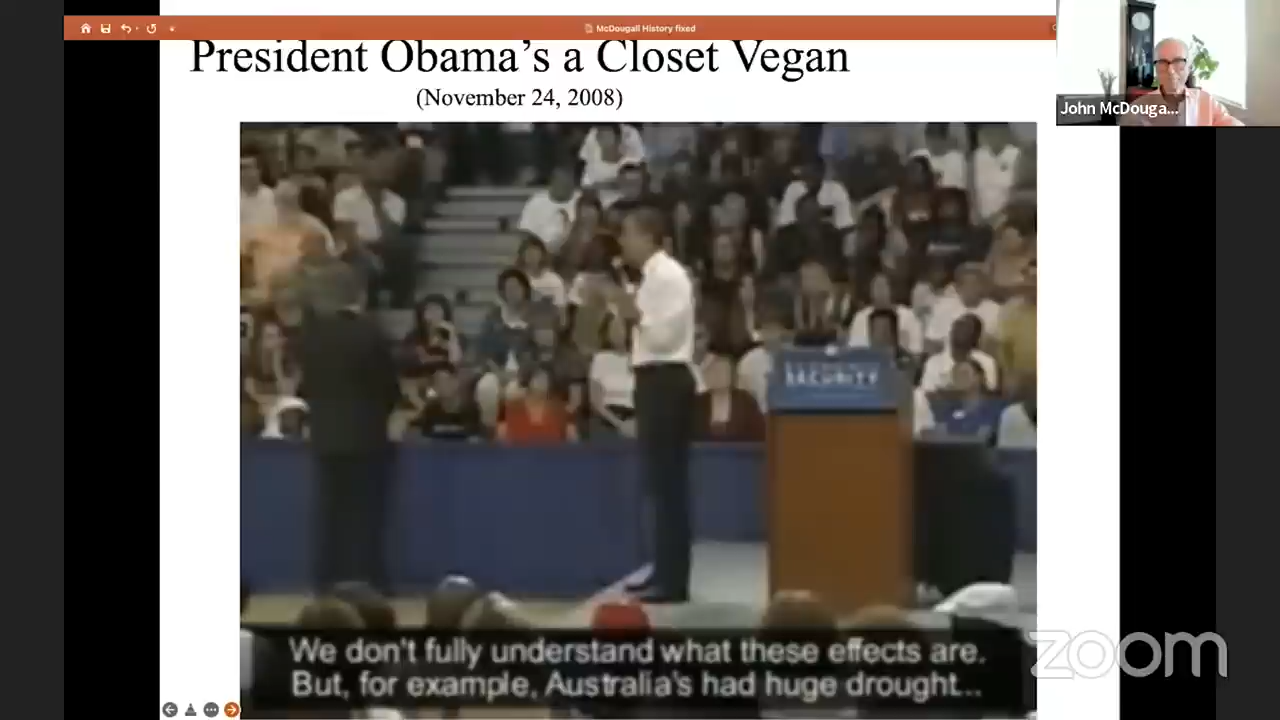 McDougall History fixed
President Obama's a Closet Vegan
(November 24, 2008)
John McDouga...
SECURITY
We don't fully understand what these effects are.
But, for example, Australia's had huge drought...
zoom